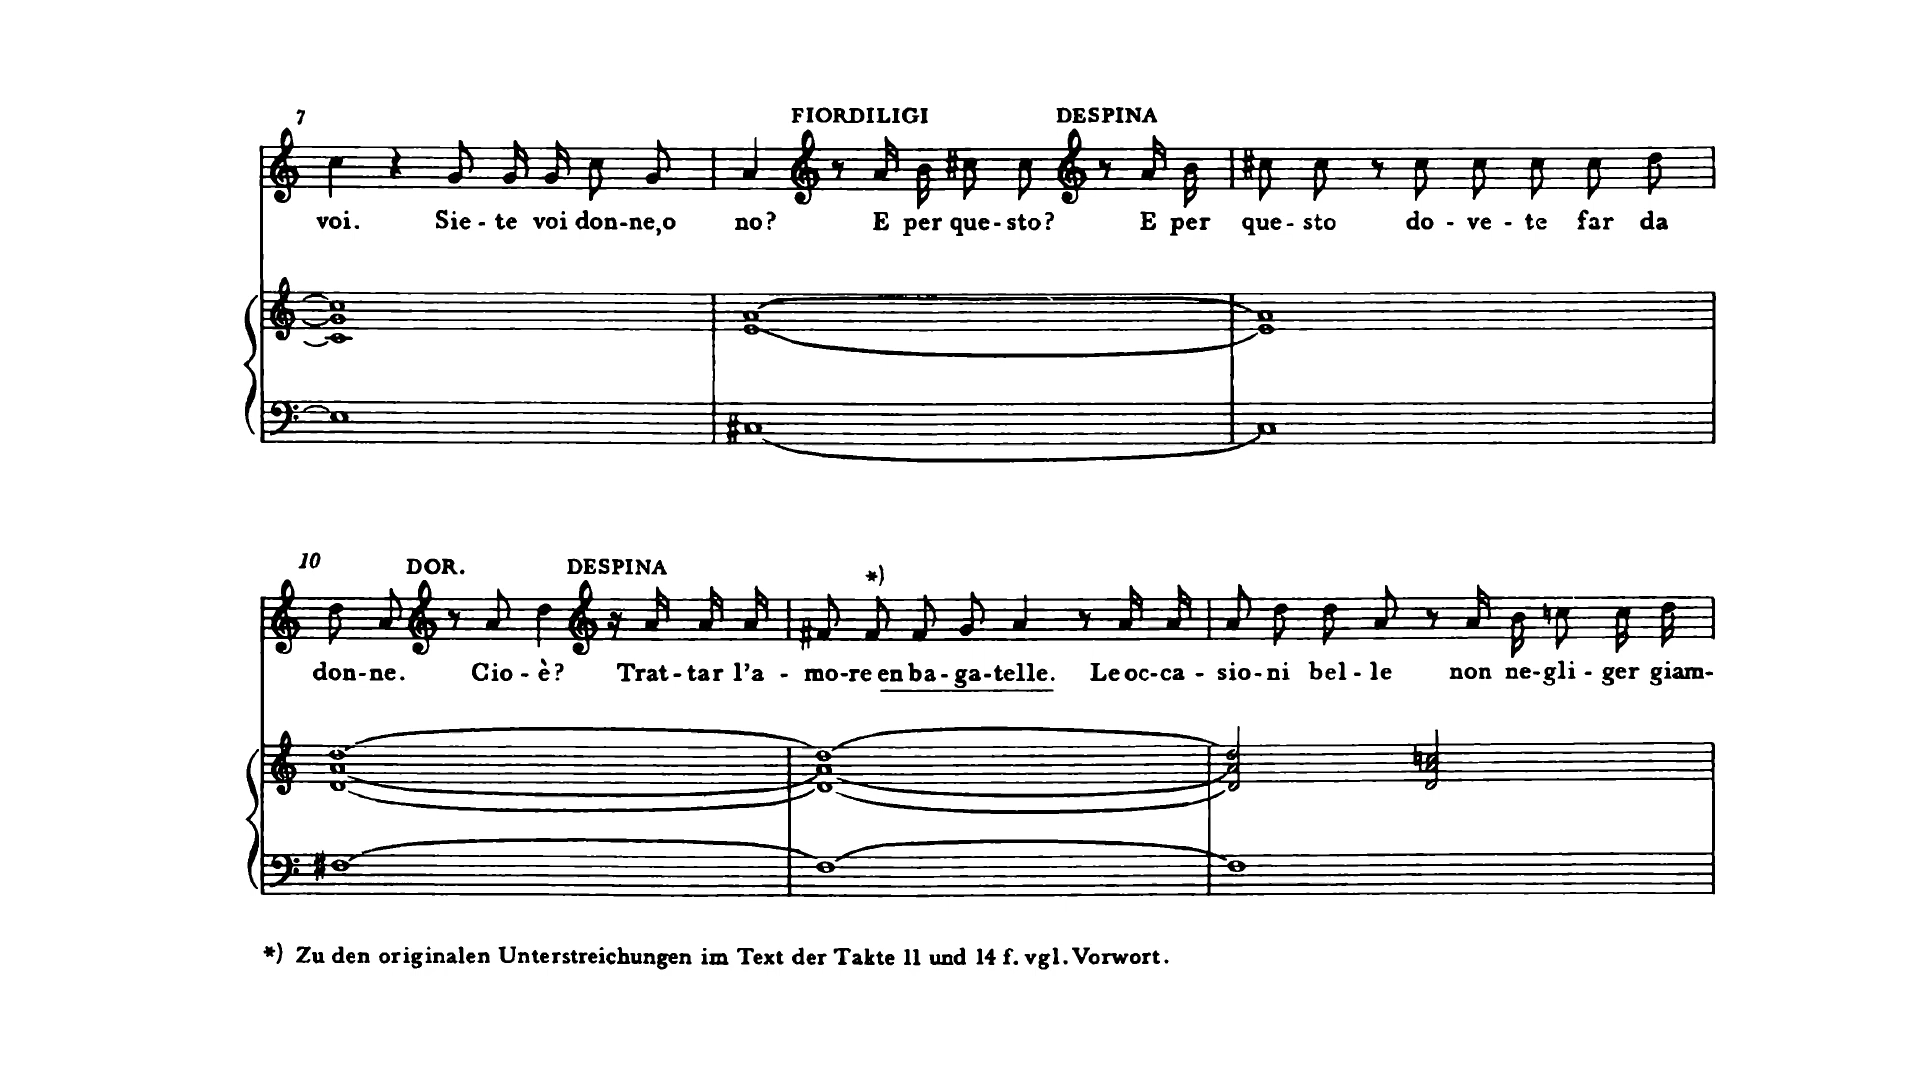 7 FIORDILIGI DESPINA
voi. Sie - te voi don-ne,o no? E per que-sto? E per que - sto do - ve - te far da
10 DOR. DESPINA *)
don-ne. Cio - è? Trat-tar l'a - mo-re en ba-ga-telle. Le oc-ca - sio-ni bel-le non ne-gli-ger giam-
*) Zu den originalen Unterstreichungen im Text der Takte 11 und 14 f. vgl. Vorwort.